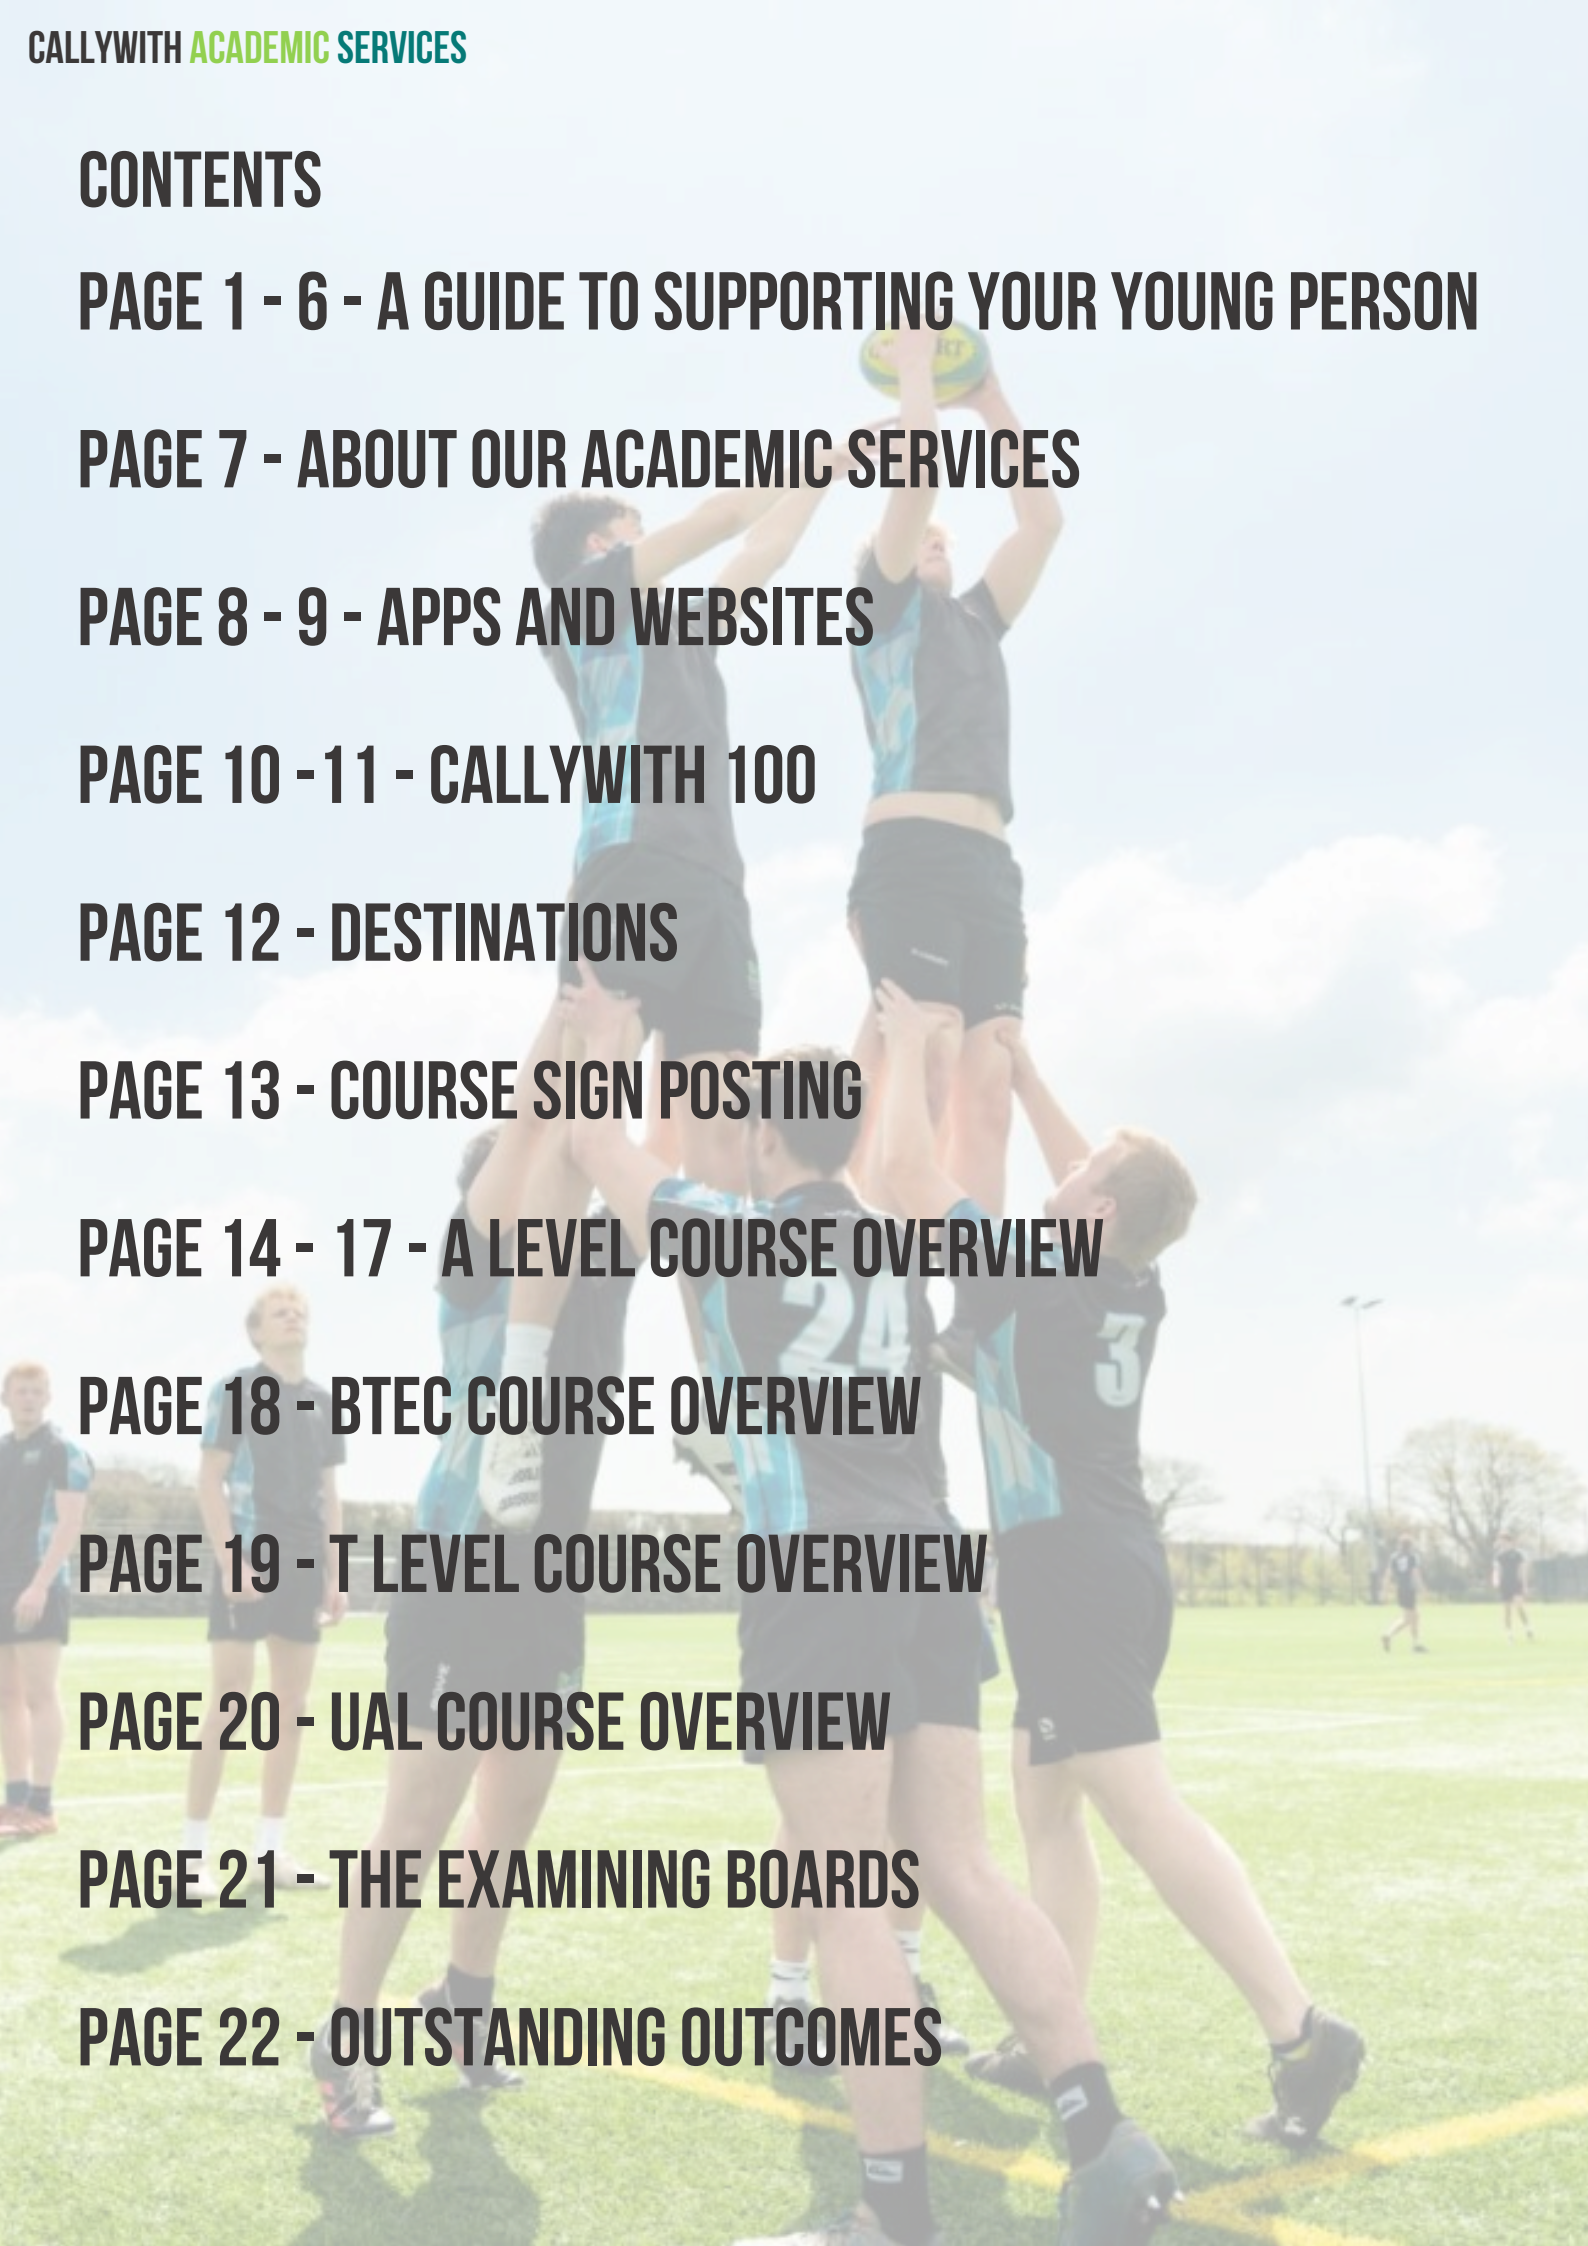 CALLYWITH ACADEMIC SERVICES
CONTENTS
PAGE 1 - 6 - A GUIDE TO SUPPORTING YOUR YOUNG PERSON
PAGE 7 - ABOUT OUR ACADEMIC SERVICES
PAGE 8 - 9 - APPS AND WEBSITES
PAGE 10 -11 - CALLYWITH 100
PAGE 12 - DESTINATIONS
PAGE 13 - COURSE SIGN POSTING
PAGE 14 - 17 - A LEVEL COURSE OVERVIEW
24
3
PAGE 18 - BTEC COURSE OVERVIEW
PAGE 19 - T LEVEL COURSE OVERVIEW
PAGE 20 - UAL COURSE OVERVIEW
PAGE 21 - THE EXAMINING BOARDS
PAGE 22 - OUTSTANDING OUTCOMES